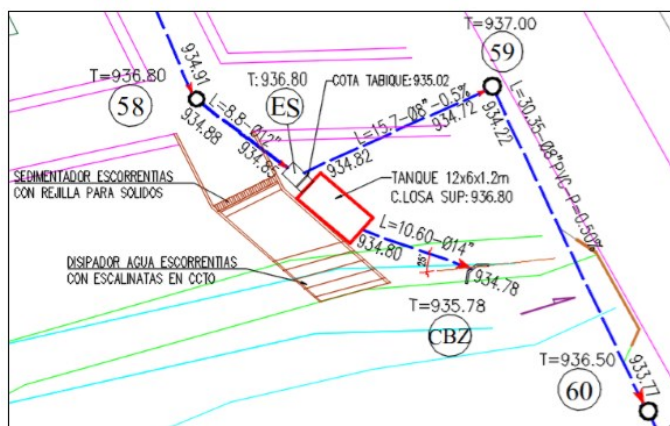 T=937.00
59
T=936.80
58
934.91
T: 936.80
ES
COTA TABIQUE:935.02
L=8.8-Ø12"
934.88
L=15.7-Ø8"-0.5%
934.72
934.22
934.82
L=30.35-Ø8"PVC-P-0.50%
SEDIMENTADOR ESCORRENTIAS
CON REJILLA PARA SOLIDOS
TANQUE 12x6x1.2m
C.LOSA SUP: 936.80
L=10.60-Ø14"
934.80
25°
934.78
DISIPADOR AGUA ESCORRENTIAS
CON ESCALINATAS EN CCTO
T=935.78
CBZ
T=936.50
60
933.77